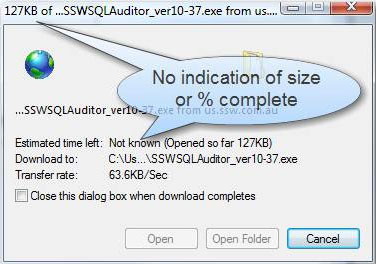 127KB of ...SSWSQLAuditor_ver10-37.exe from us....
No indication of size
or % complete
...SSWSQLAuditor_ver10-37.exe from us.ssw.com.au
Estimated time left: Not known (Opened so far 127KB)
Download to: C:\Us...\SSWSQLAuditor_ver10-37.exe
Transfer rate: 63.6KB/Sec
Close this dialog box when download completes
Open Open Folder Cancel